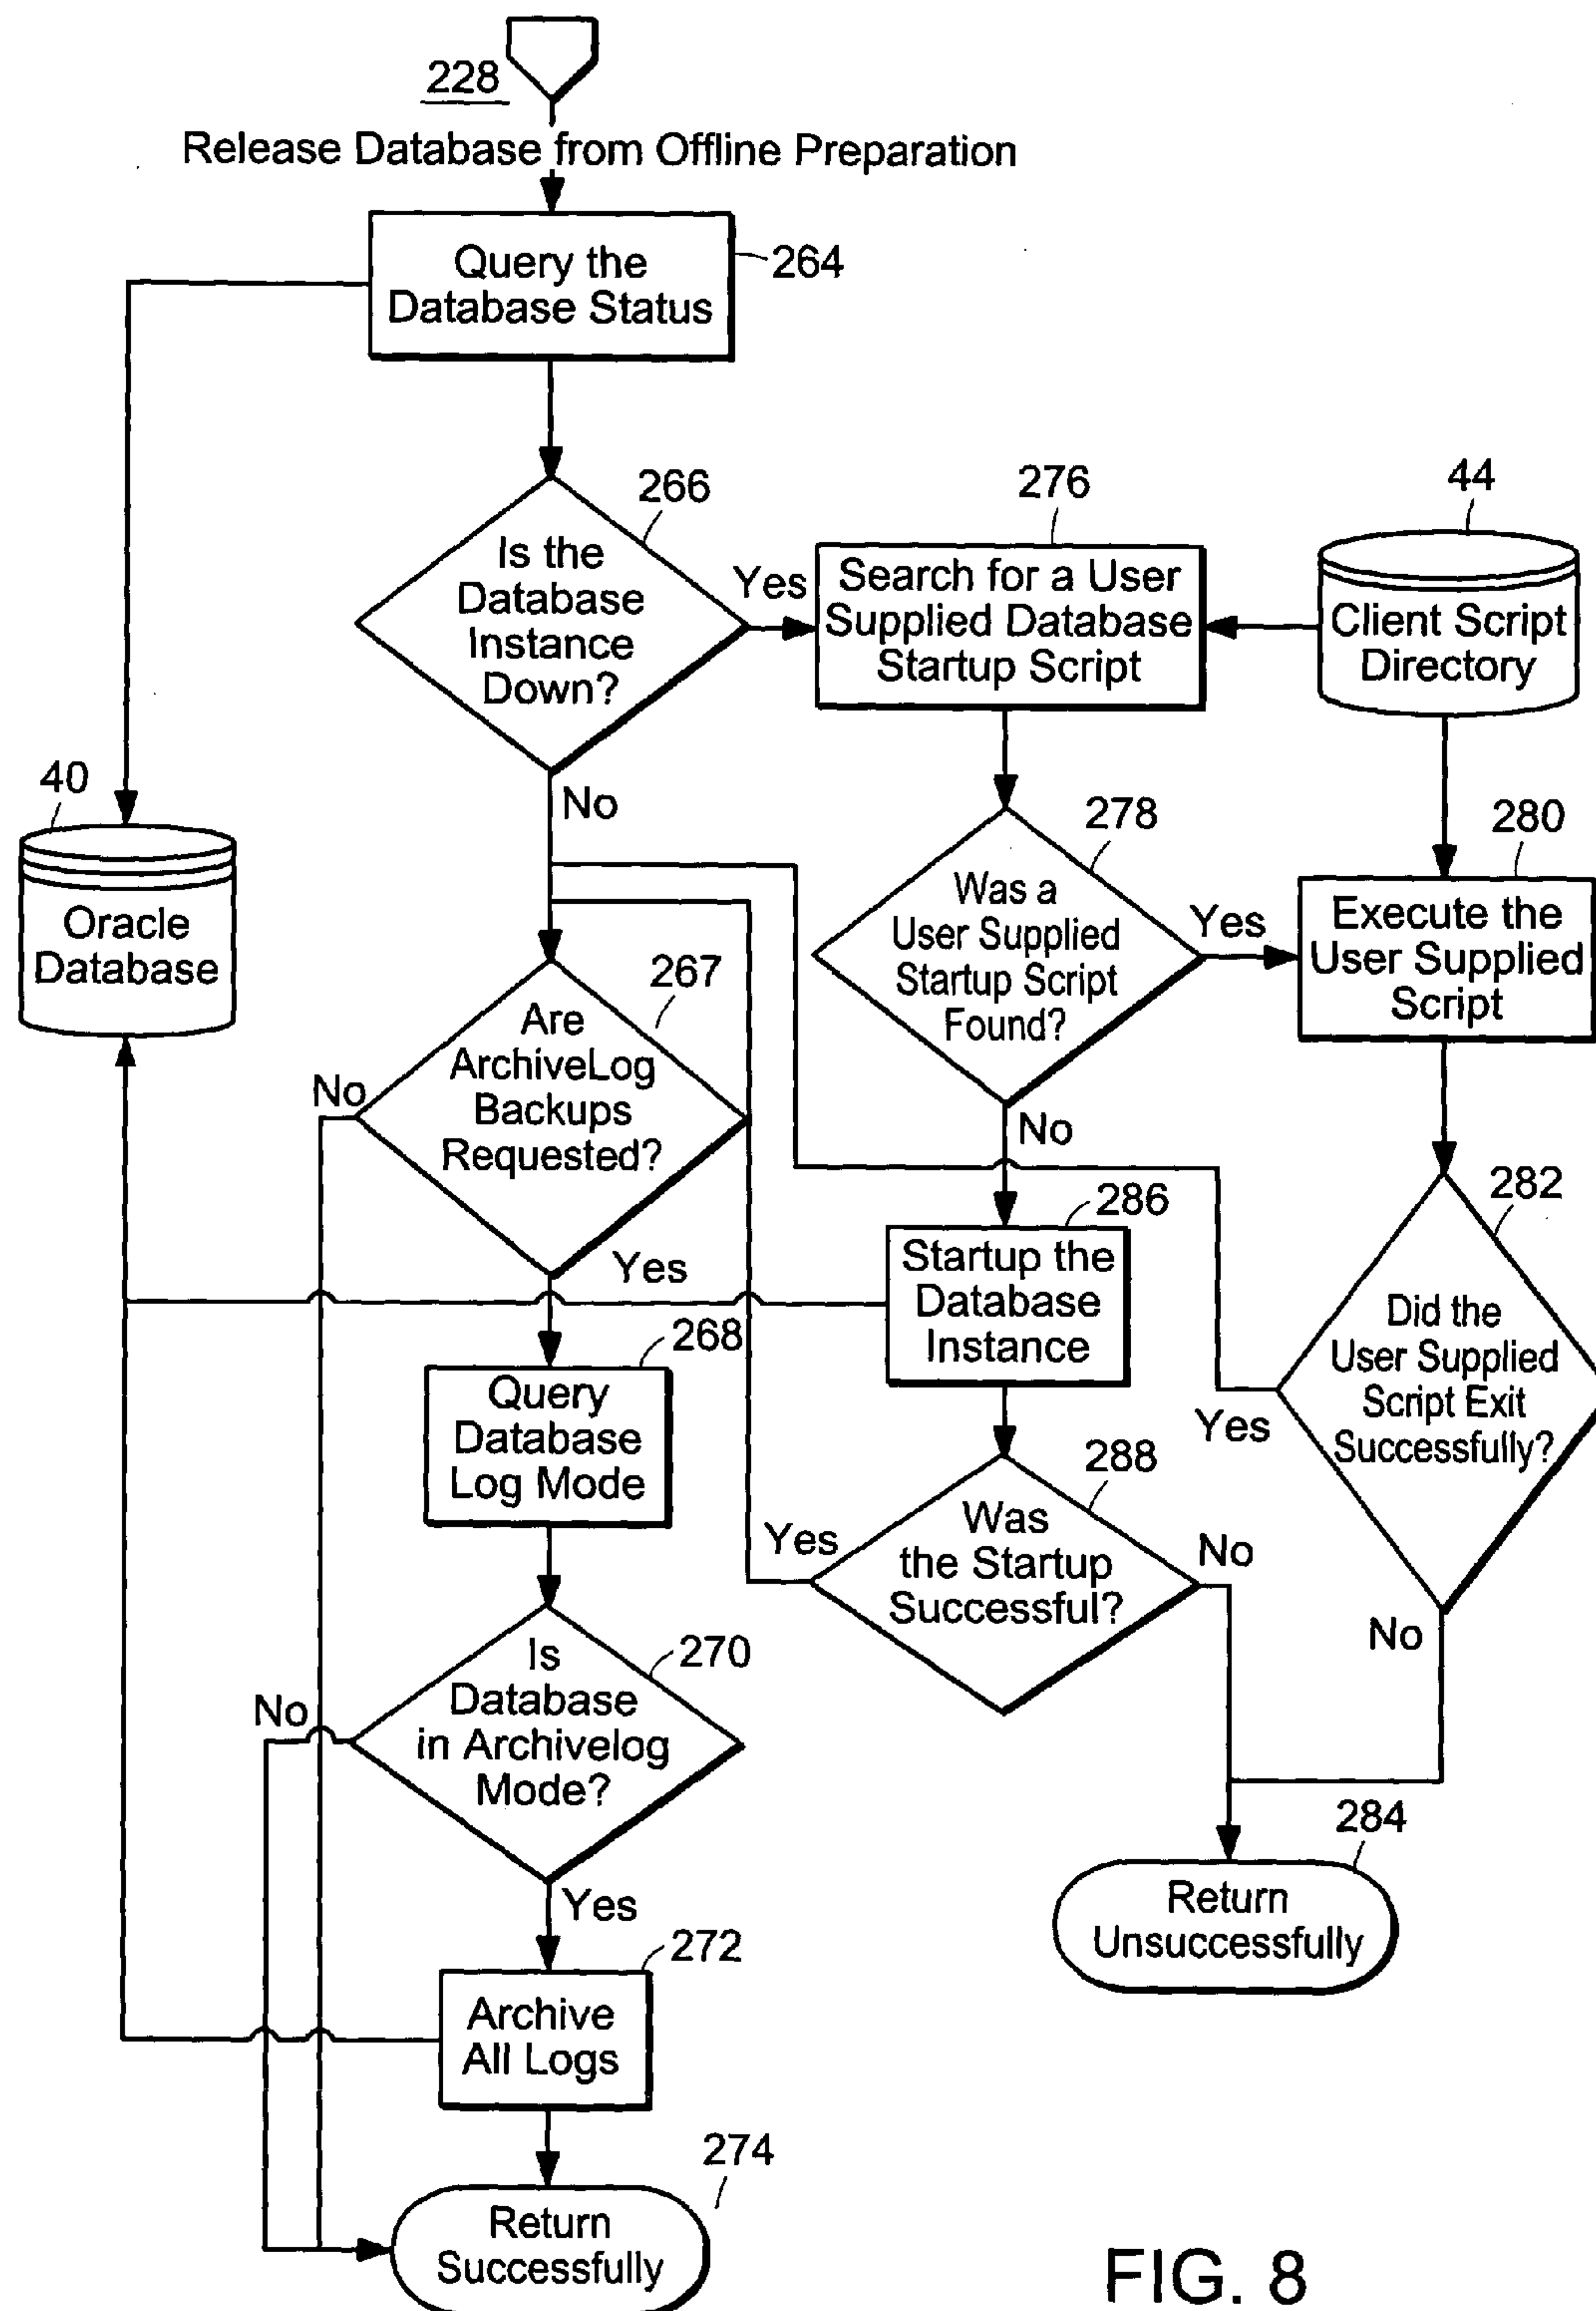 228
Release Database from Offline Preparation
Query the
Database Status
264
Is the
Database
Instance
Down?
266
Yes
No
Search for a User
Supplied Database
Startup Script
276
44
Client Script
Directory
40
Oracle
Database
Was a
User Supplied
Startup Script
Found?
278
Yes
No
280
Execute the
User Supplied
Script
Are
ArchiveLog
Backups
Requested?
267
No
Yes
286
Startup the
Database
Instance
282
Did the
User Supplied
Script Exit
Successfully?
Yes
No
268
Query
Database
Log Mode
288
Was
the Startup
Successful?
Yes
No
Is
Database
in Archivelog
Mode?
270
No
Yes
284
Return
Unsuccessfully
272
Archive
All Logs
274
Return
Successfully
FIG. 8